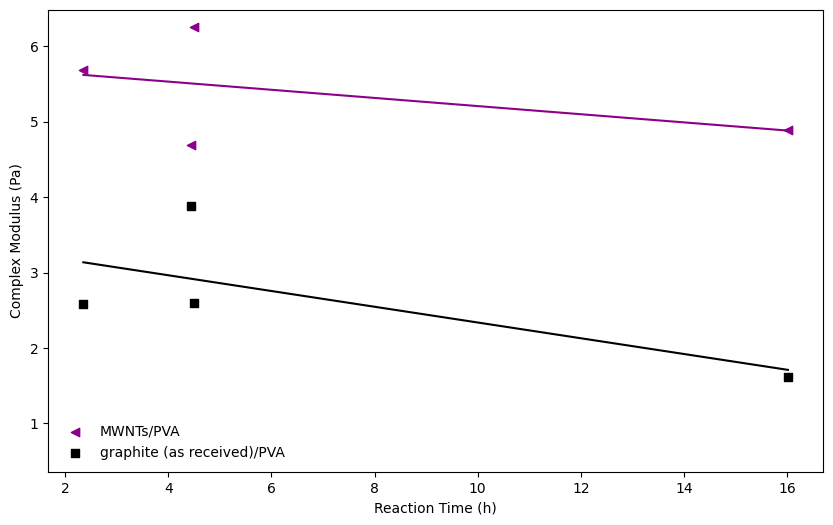 6
5
4
3
2
1
Complex Modulus (Pa)
MWNTs/PVA
graphite (as received)/PVA
2 4 6 8 10 12 14 16
Reaction Time (h)